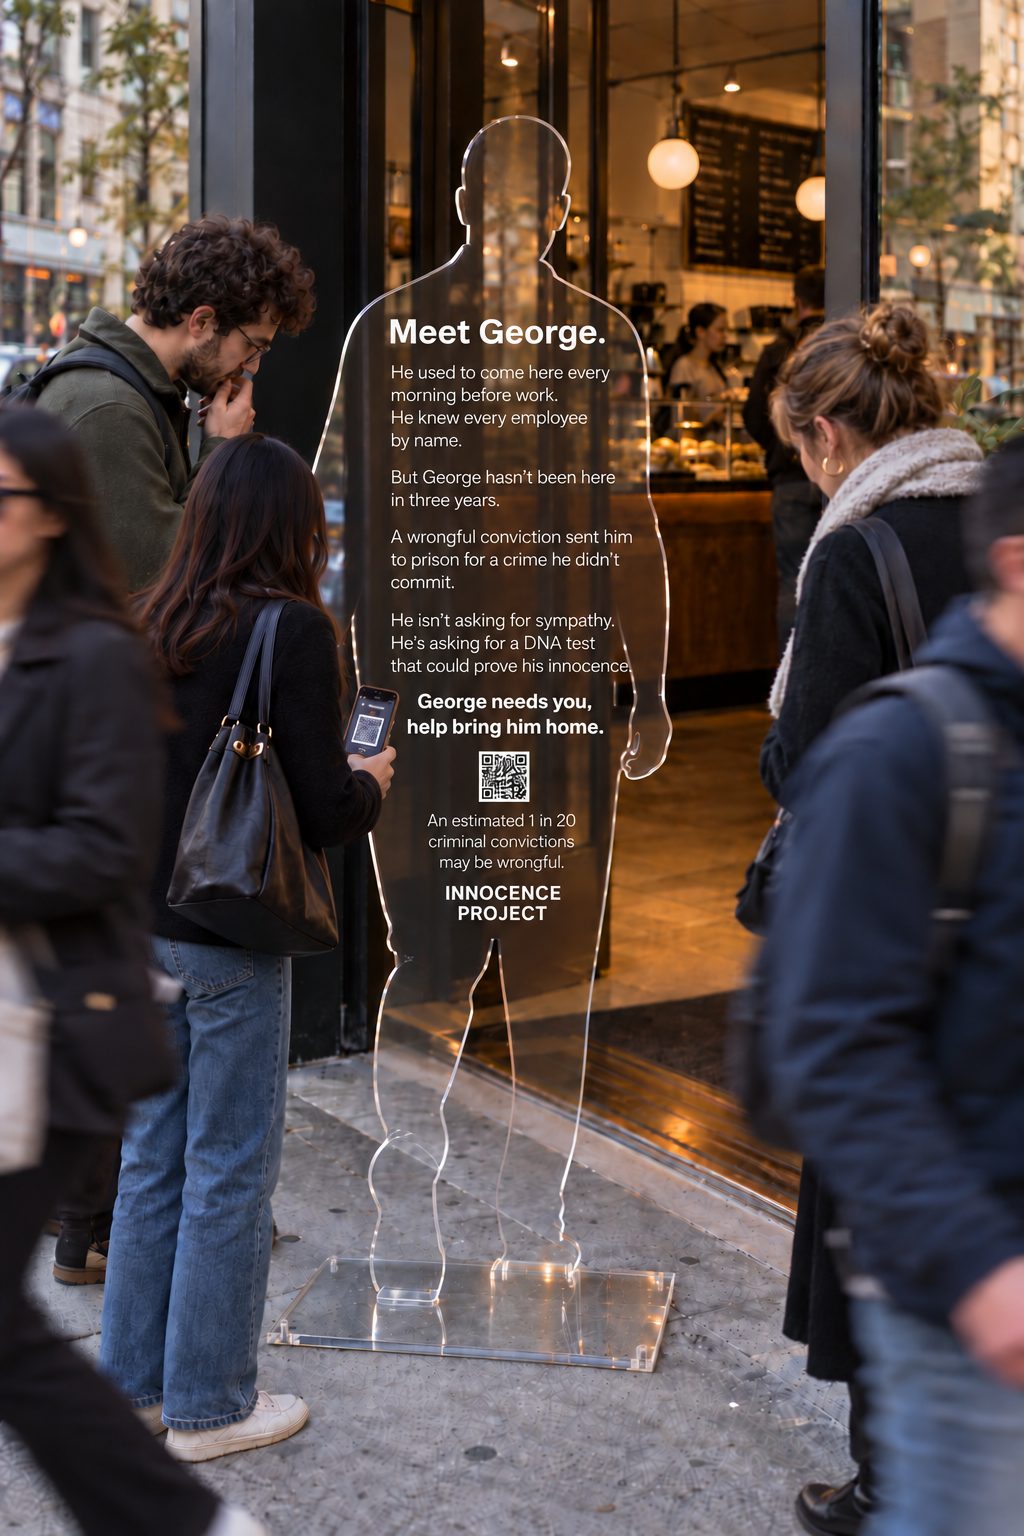 Meet George.
He used to come here every
morning before work.
He knew every employee
by name.
But George hasn't been here
in three years.
A wrongful conviction sent him
to prison for a crime he didn't
commit.
He isn't asking for sympathy.
He's asking for a DNA test
that could prove his innocence.
George needs you,
help bring him home.
An estimated 1 in 20
criminal convictions
may be wrongful.
INNOCENCE
PROJECT